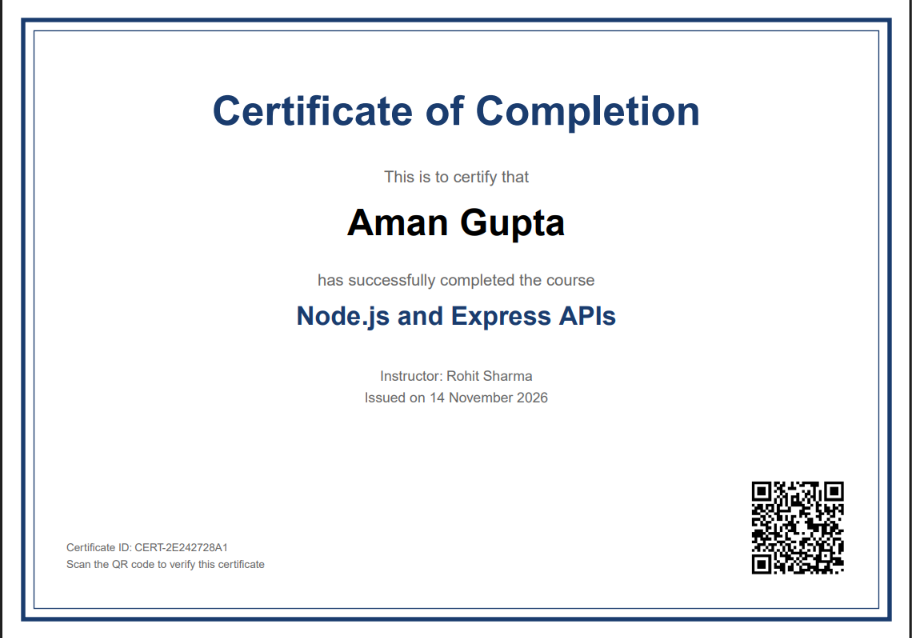 Certificate of Completion
This is to certify that
Aman Gupta
has successfully completed the course
Node.js and Express APIs
Instructor: Rohit Sharma
Issued on 14 November 2026
Certificate ID: CERT-2E242728A1
Scan the QR code to verify this certificate